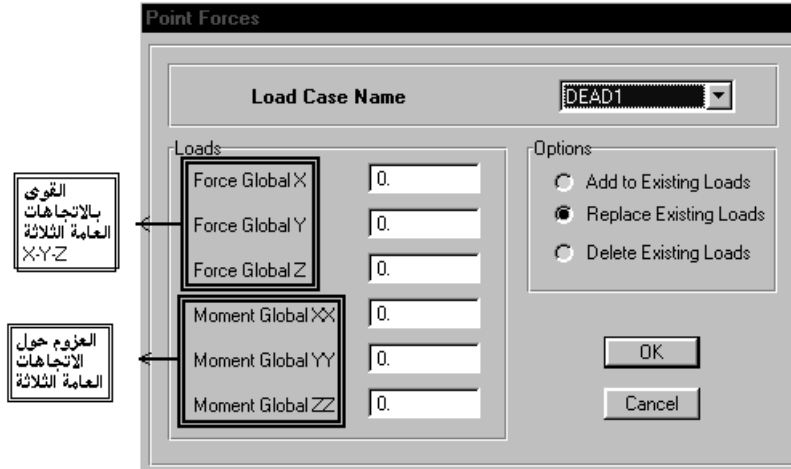 Point Forces
Load Case Name
DEAD1
Loads
Force Global X
0.
Force Global Y
0.
Force Global Z
0.
Moment Global XX
0.
Moment Global YY
0.
Moment Global ZZ
0.
Options
Add to Existing Loads
Replace Existing Loads
Delete Existing Loads
OK
Cancel
القوى
بالاتجاهات
العامة الثلاثة
X-Y-Z
العزوم حول
الاتجاهات
العامة الثلاثة